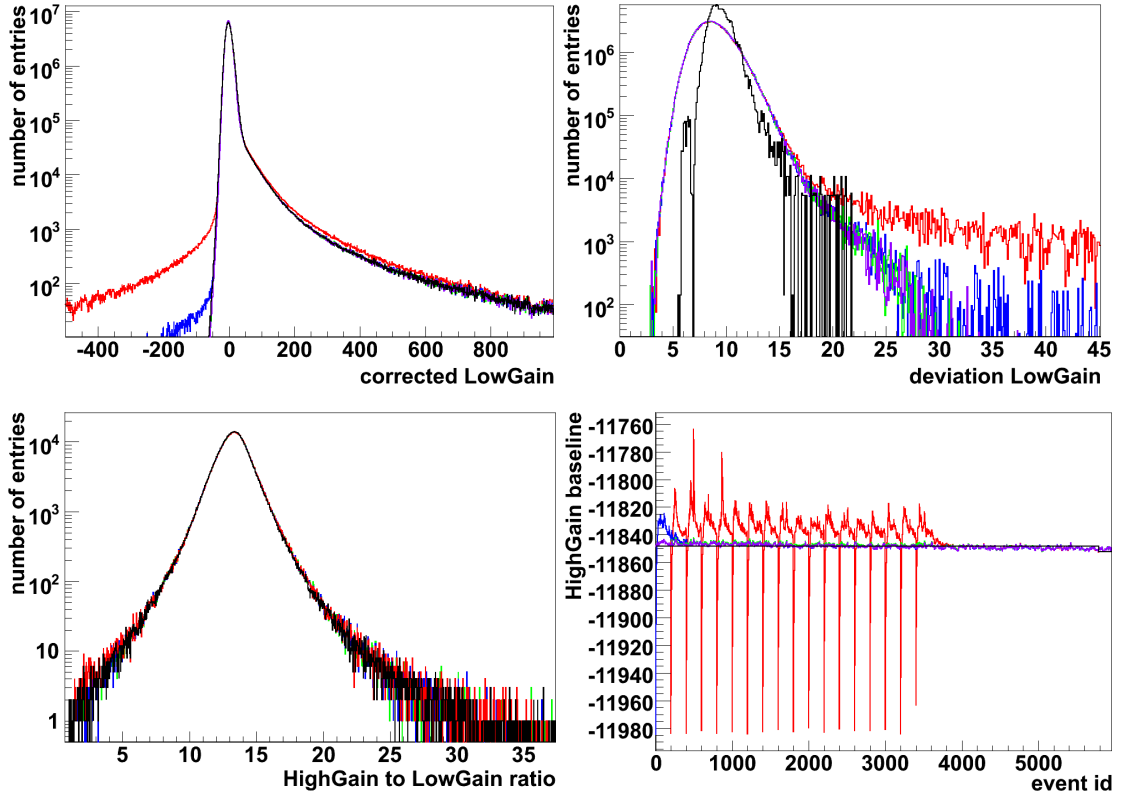 number of entries
10^7
10^6
10^5
10^4
10^3
10^2
-400 -200 0 200 400 600 800
corrected LowGain
number of entries
10^6
10^5
10^4
10^3
10^2
0 5 10 15 20 25 30 35 40 45
deviation LowGain
number of entries
10^4
10^3
10^2
10
1
5 10 15 20 25 30 35
HighGain to LowGain ratio
HighGain baseline
-11760
-11780
-11800
-11820
-11840
-11860
-11880
-11900
-11920
-11940
-11960
-11980
0 1000 2000 3000 4000 5000
event id